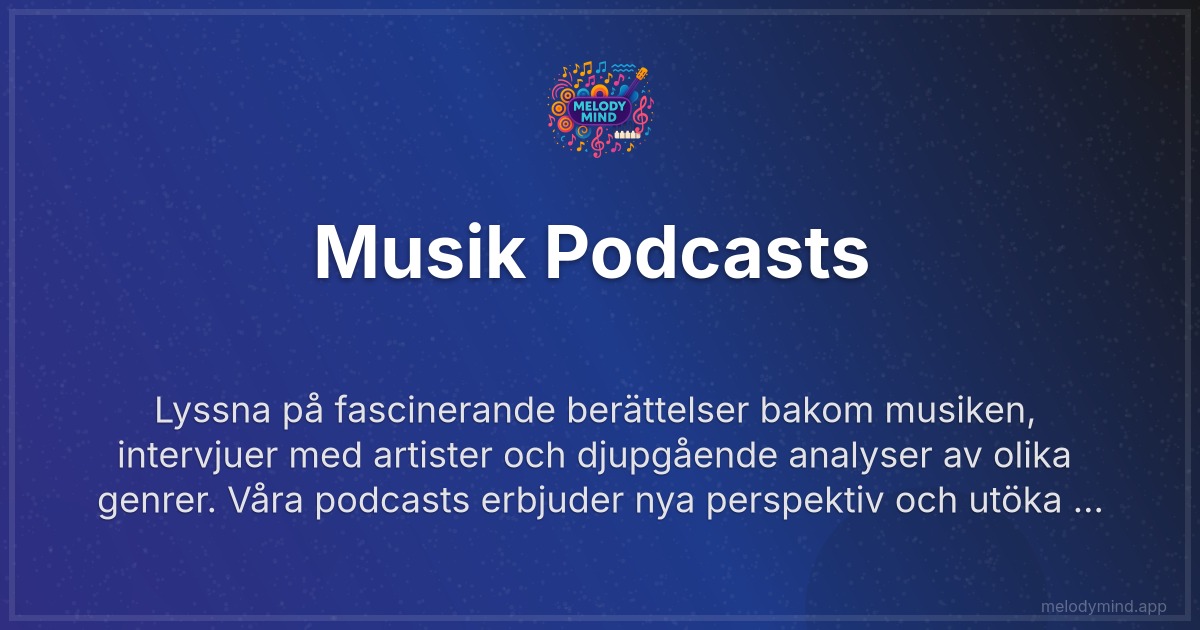 MELODY
MIND
Musik Podcasts
Lyssna på fascinerande berättelser bakom musiken,
intervjuer med artister och djupgående analyser av olika
genrer. Våra podcasts erbjuder nya perspektiv och utöka ...
melodymind.app